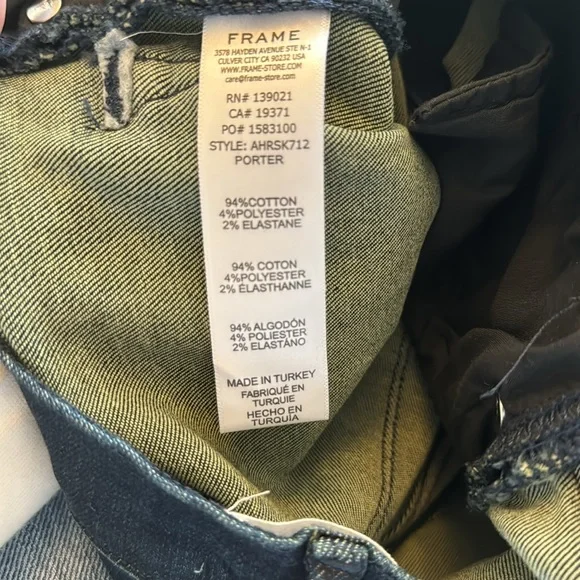 FRAME
3578 HAYDEN AVENUE STE N-1
CULVER CITY CA 90232 USA
WWW.FRAME-STORE.COM
care@frame-store.com
RN# 139021
CA# 19371
PO# 1583100
STYLE: AHRSK712
PORTER
94%COTTON
4%POLYESTER
2% ELASTANE
94% COTON
4%POLYESTER
2% ÉLASTHANNE
94% ALGODÓN
4% POLIESTER
2% ELASTANO
MADE IN TURKEY
FABRIQUÉ EN
TURQUIE
HECHO EN
TURQUÍA